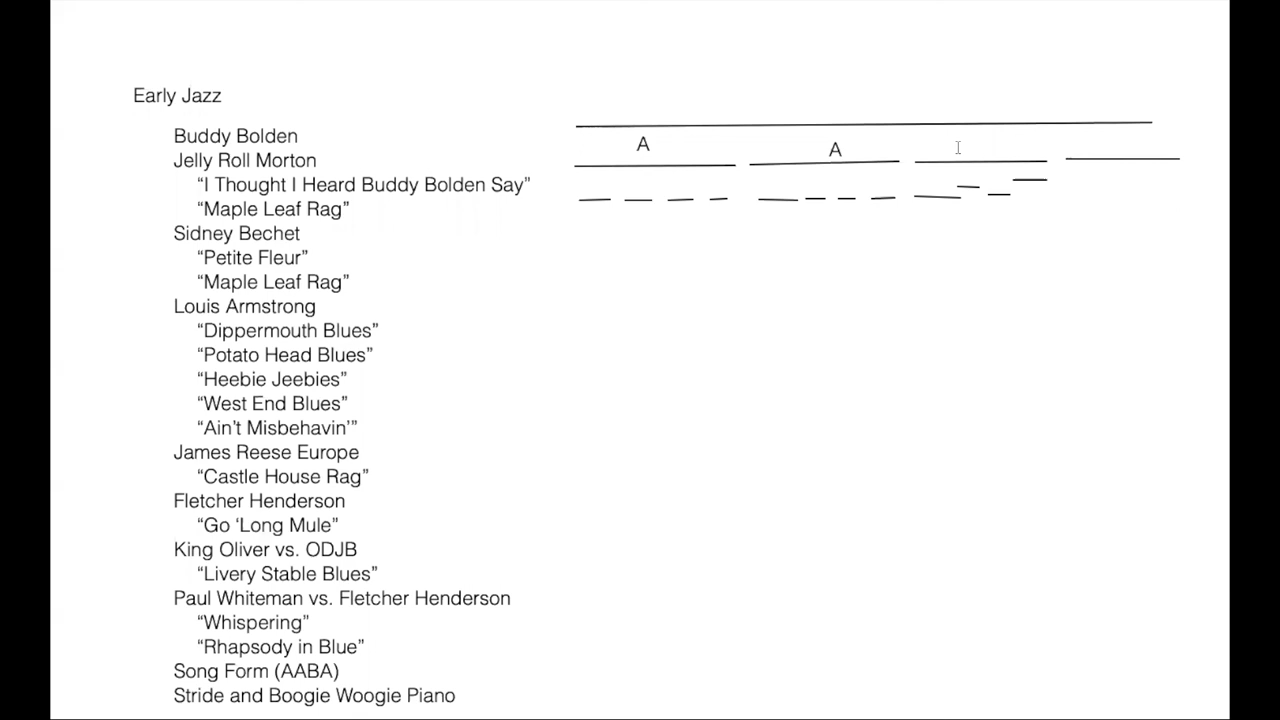 Early Jazz
Buddy Bolden
Jelly Roll Morton
“I Thought I Heard Buddy Bolden Say”
“Maple Leaf Rag”
Sidney Bechet
“Petite Fleur”
“Maple Leaf Rag”
Louis Armstrong
“Dippermouth Blues”
“Potato Head Blues”
“Heebie Jeebies”
“West End Blues”
“Ain’t Misbehavin’”
James Reese Europe
“Castle House Rag”
Fletcher Henderson
“Go ‘Long Mule”
King Oliver vs. ODJB
“Livery Stable Blues”
Paul Whiteman vs. Fletcher Henderson
“Whispering”
“Rhapsody in Blue”
Song Form (AABA)
Stride and Boogie Woogie Piano
A A